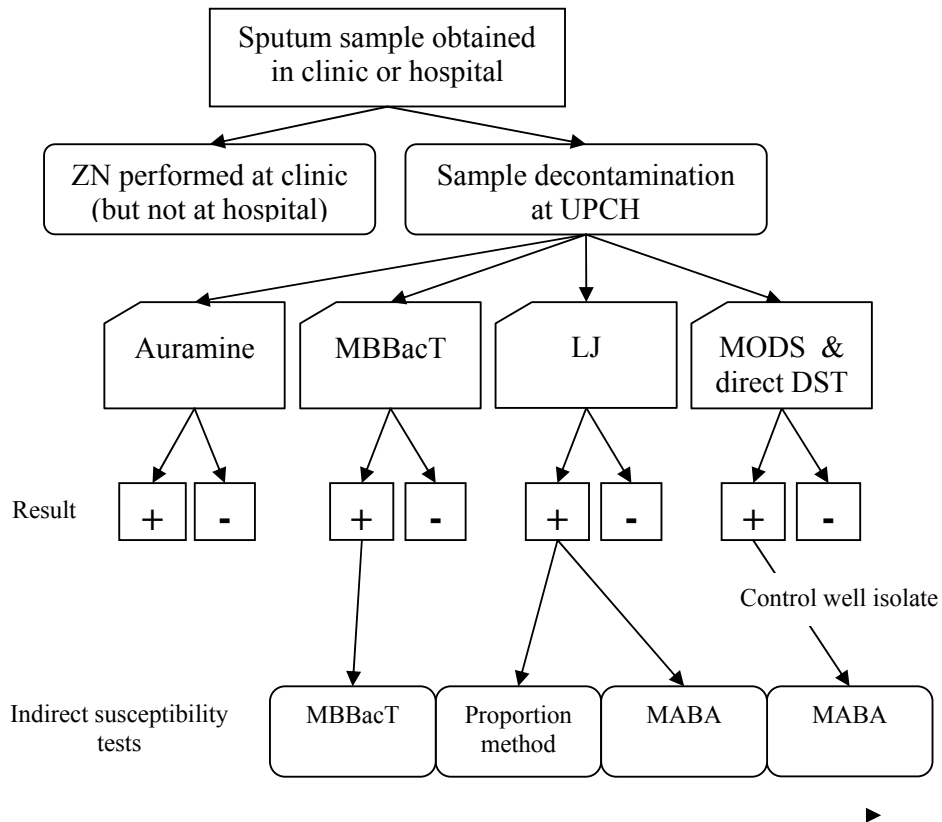 Sputum sample obtained
in clinic or hospital
ZN performed at clinic
(but not at hospital)
Sample decontamination
at UPCH
Auramine
MBBacT
LJ
MODS &
direct DST
Result
+
-
+
-
+
-
+
-
Control well isolate
Indirect susceptibility
tests
MBBacT
Proportion
method
MABA
MABA